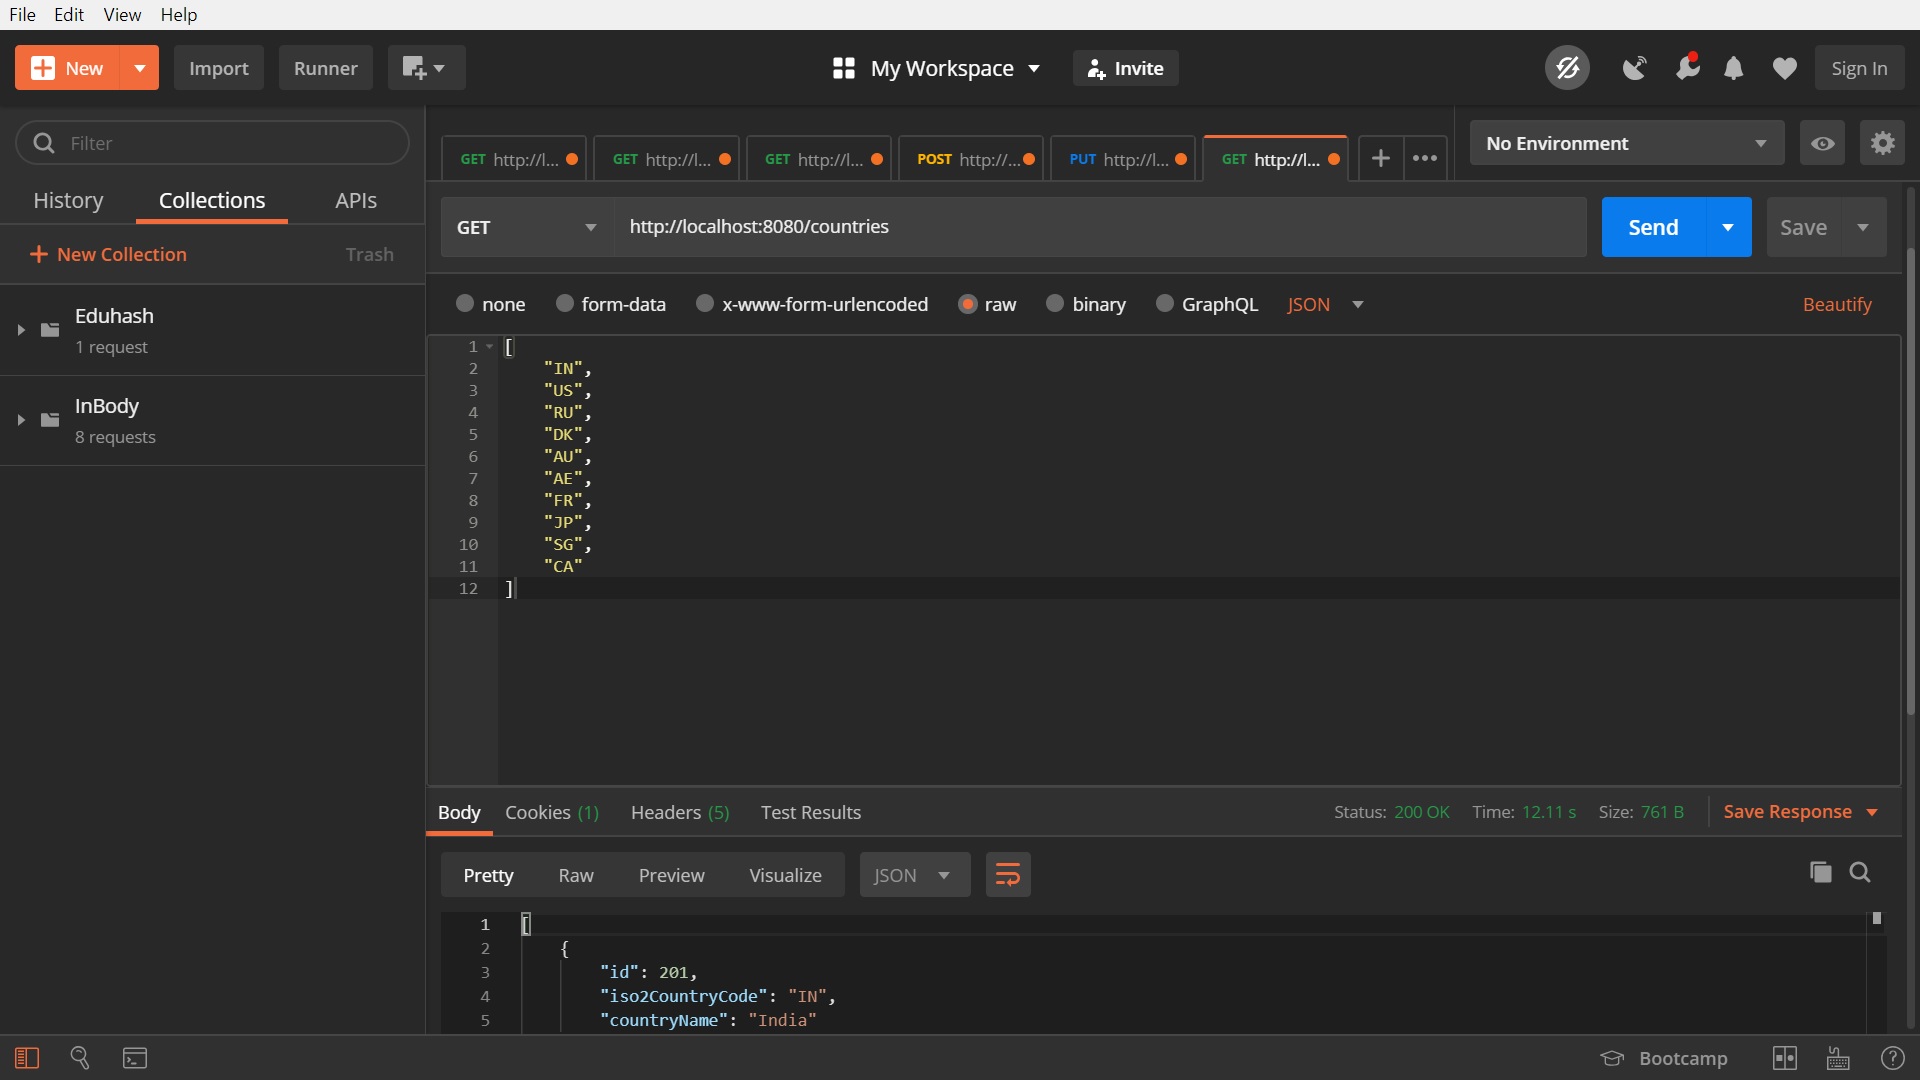 File Edit View Help
New Import Runner My Workspace Invite Sign In
Filter
GET http://l... GET http://l... GET http://l... POST http://... PUT http://l... GET http://l... No Environment
History Collections APIs
GET http://localhost:8080/countries Send Save
New Collection Trash
none form-data x-www-form-urlencoded raw binary GraphQL JSON Beautify
Eduhash
1 request
InBody
8 requests
1 [
2 "IN",
3 "US",
4 "RU",
5 "DK",
6 "AU",
7 "AE",
8 "FR",
9 "JP",
10 "SG",
11 "CA"
12 ]
Body Cookies (1) Headers (5) Test Results Status: 200 OK Time: 12.11 s Size: 761 B Save Response
Pretty Raw Preview Visualize JSON
1 [
2 {
3 "id": 201,
4 "iso2CountryCode": "IN",
5 "countryName": "India"
Bootcamp